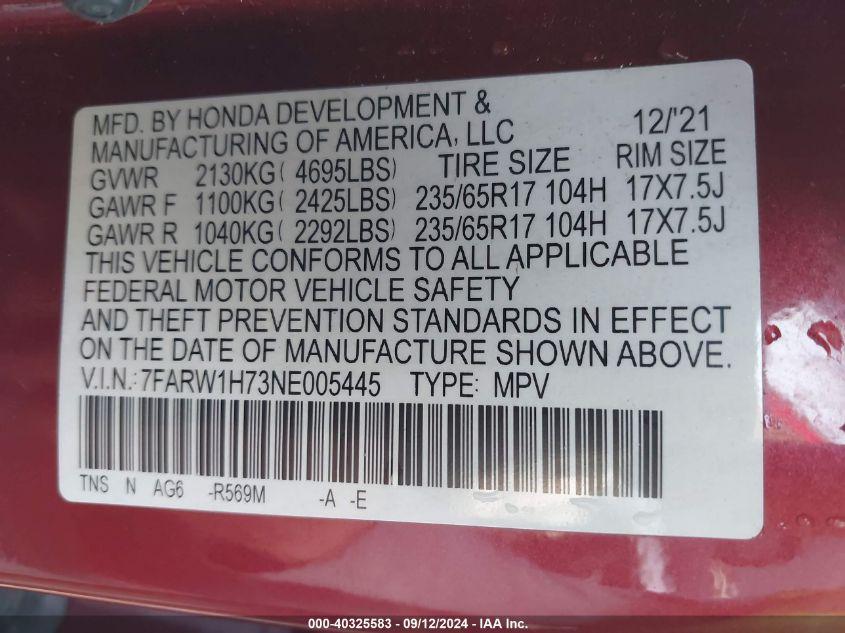 MFD. BY HONDA DEVELOPMENT &
MANUFACTURING OF AMERICA, LLC 12/'21
GVWR 2130KG( 4695LBS) TIRE SIZE RIM SIZE
GAWR F 1100KG( 2425LBS) 235/65R17 104H 17X7.5J
GAWR R 1040KG( 2292LBS) 235/65R17 104H 17X7.5J
THIS VEHICLE CONFORMS TO ALL APPLICABLE
FEDERAL MOTOR VEHICLE SAFETY
AND THEFT PREVENTION STANDARDS IN EFFECT
ON THE DATE OF MANUFACTURE SHOWN ABOVE.
V.I.N.:7FARW1H73NE005445 TYPE: MPV
TNS N AG6 -R569M -A -E
000-40325583 - 09/12/2024 - IAA Inc.